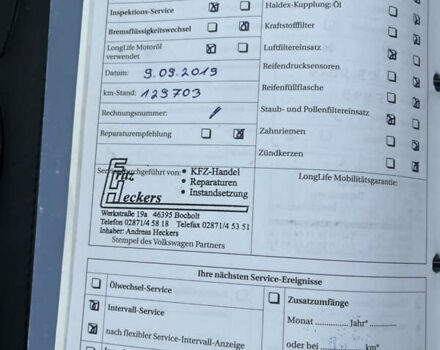 Haldex-Kupplung: Öl
Inspektions-Service
Kraftstofffilter
Bremsflüssigkeitswechsel
LongLife Motoröl
verwendet
Luftfiltereinsatz
Datum: 9.09.2019
Reifendrucksensoren
km-Stand: 129703
Reifenfüllflasche
Rechnungsnummer:
Staub- und Pollenfiltereinsatz
Reparaturempfehlung
Zahnriemen
Zündkerzen
durchgeführt von:
LongLife Mobilitätsgarantie:
Fritz
Heckers
• KFZ-Handel
• Reparaturen
• Instandsetzung
Werkstraße 19a 46395 Bocholt
Telefon 02871/4 58 18 Telefax 02871/4 53 51
Inhaber: Andreas Heckers
Stempel des Volkswagen Partners
Ihre nächsten Service-Ereignisse
Ölwechsel-Service
Zusatzumfänge
Intervall-Service
Monat ............... Jahr*
nach flexibler Service-Intervall-Anzeige
oder bei ............... km*